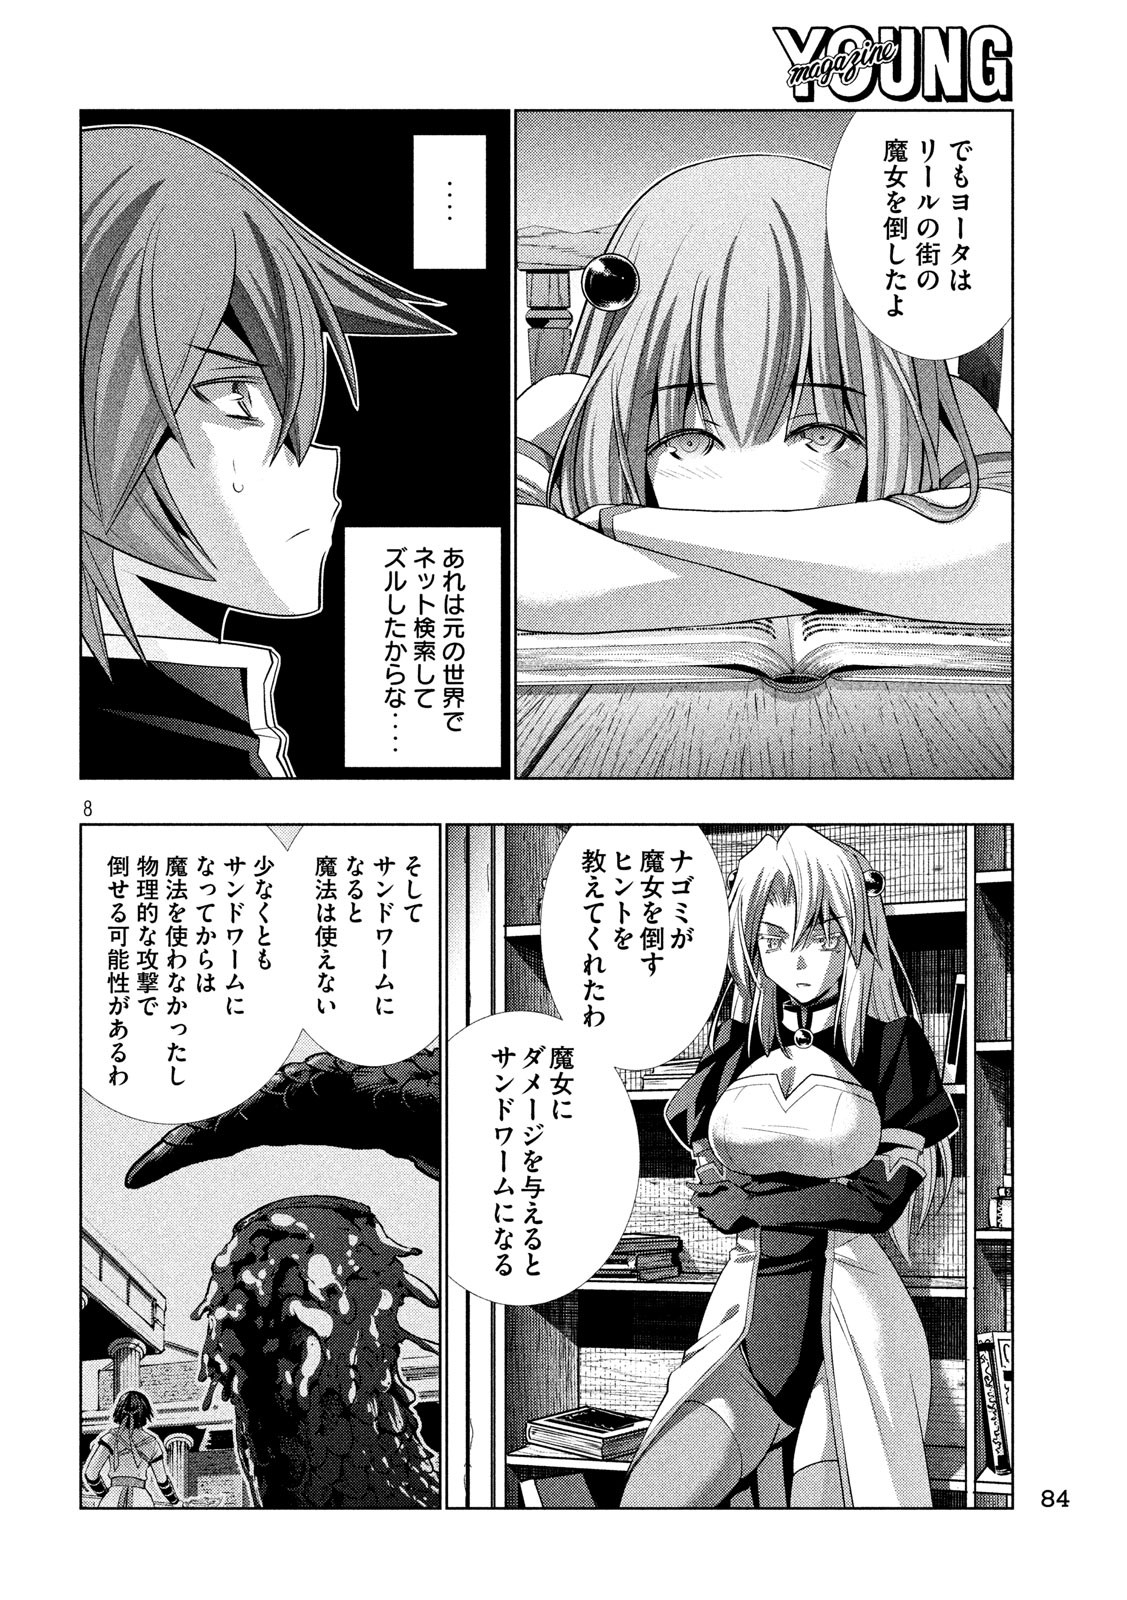 YOUNG
magazine
でもヨータは
リールの街の
魔女を倒したよ
‥‥
あれは元の世界で
ネット検索して
ズルしたからな‥‥
8
ナゴミが
魔女を倒す
ヒントを
教えてくれたわ
魔女に
ダメージを与えると
サンドワームになる
そして
サンドワームに
なると
魔法は使えない
少なくとも
サンドワームに
なってからは
魔法を使わなかったし
物理的な攻撃で
倒せる可能性があるわ
84